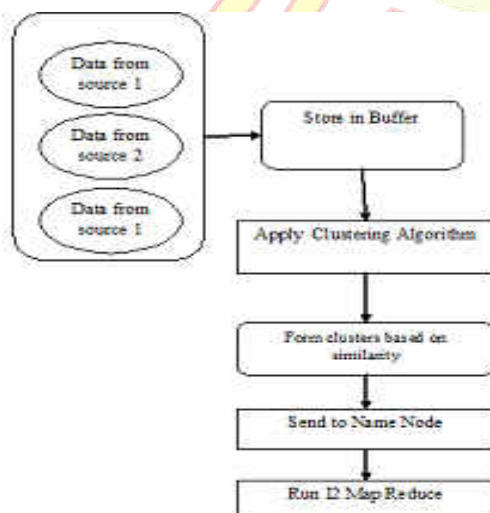 Data from
source 1
Data from
source 2
Data from
source 1
Store in Buffer
Apply Clustering Algorithm
Form clusters based on
similarity
Send to Name Node
Run I2 Map Reduce